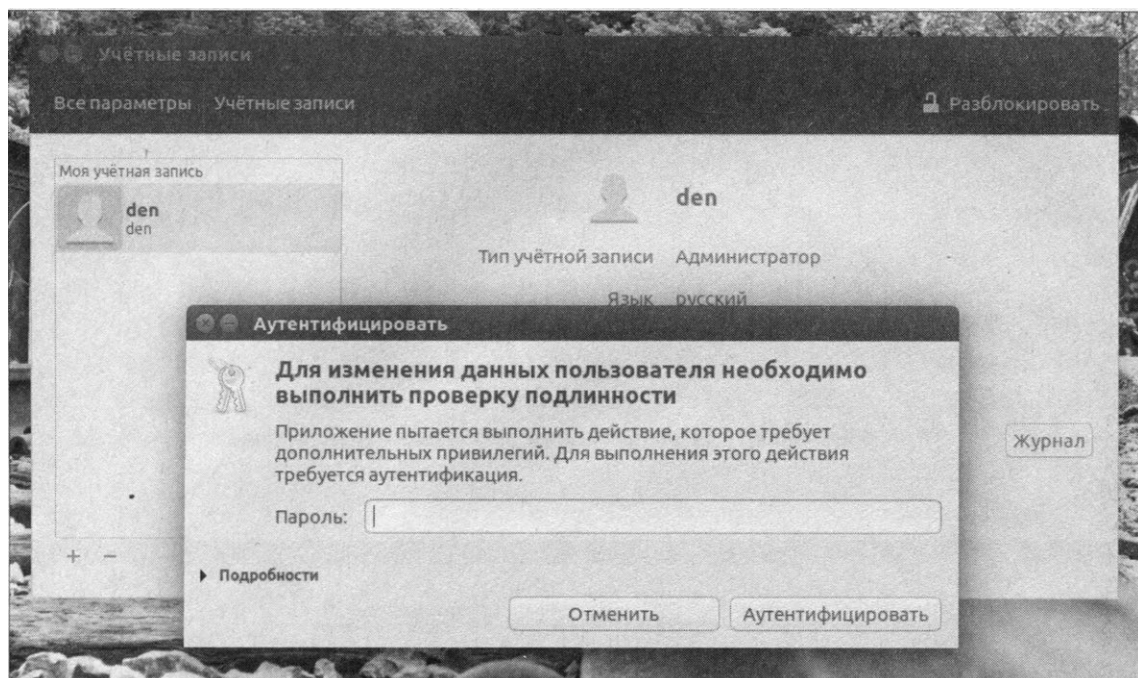 Учётные записи
Все параметры Учётные записи Разблокировать
Моя учётная запись
den
den
den
Тип учётной записи Администратор
Язык русский
Аутентифицировать
Для изменения данных пользователя необходимо
выполнить проверку подлинности
Приложение пытается выполнить действие, которое требует
дополнительных привилегий. Для выполнения этого действия
требуется аутентификация.
Журнал
Пароль:
+ −
Подробности
Отменить Аутентифицировать